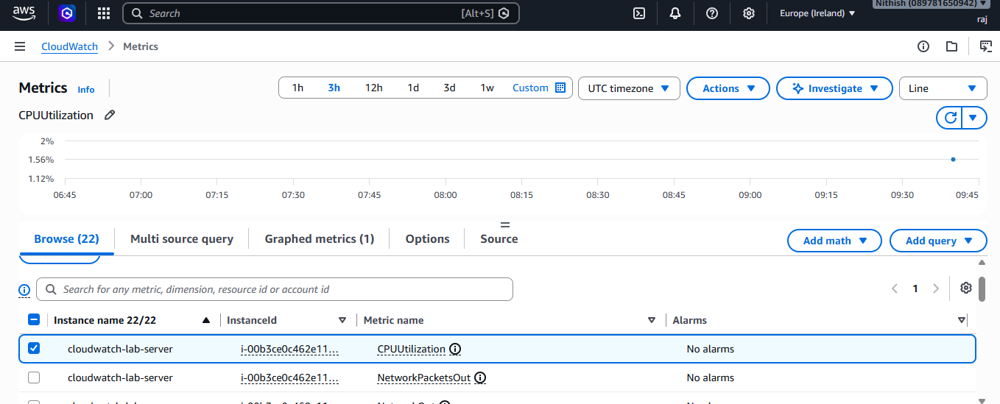 aws
Search [Alt+S]
Europe (Ireland)
Nithish (089781650942)
raj
CloudWatch > Metrics
Metrics Info
1h 3h 12h 1d 3d 1w Custom
UTC timezone
Actions
Investigate
Line
CPUUtilization
2%
1.56%
1.12%
06:45 07:00 07:15 07:30 07:45 08:00 08:15 08:30 08:45 09:00 09:15 09:30 09:45
Browse (22) Multi source query Graphed metrics (1) Options Source
Add math Add query
Search for any metric, dimension, resource id or account id
1
Instance name 22/22 InstanceId Metric name Alarms
cloudwatch-lab-server i-00b3ce0c462e11... CPUUtilization No alarms
cloudwatch-lab-server i-00b3ce0c462e11... NetworkPacketsOut No alarms